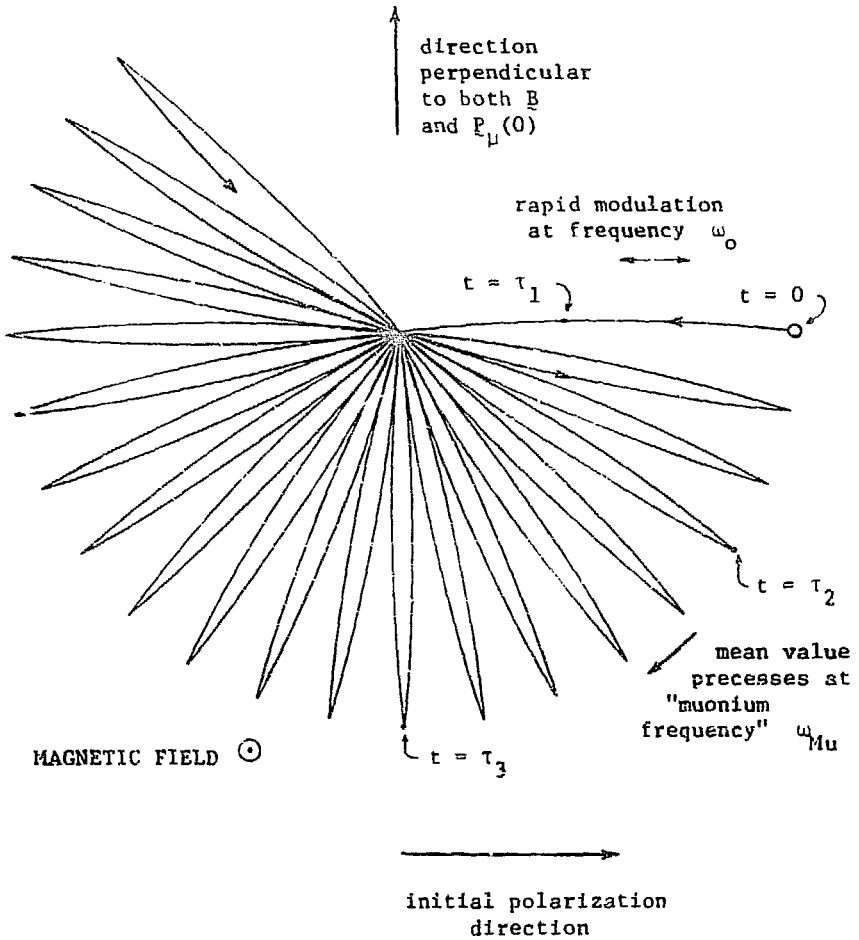 direction
perpendicular
to both B
and P_μ(0)
rapid modulation
at frequency ω_o
t = τ_1
t = 0
t = τ_2
mean value
precesses at
"muonium
frequency" ω_Mu
MAGNETIC FIELD
t = τ_3
initial polarization
direction